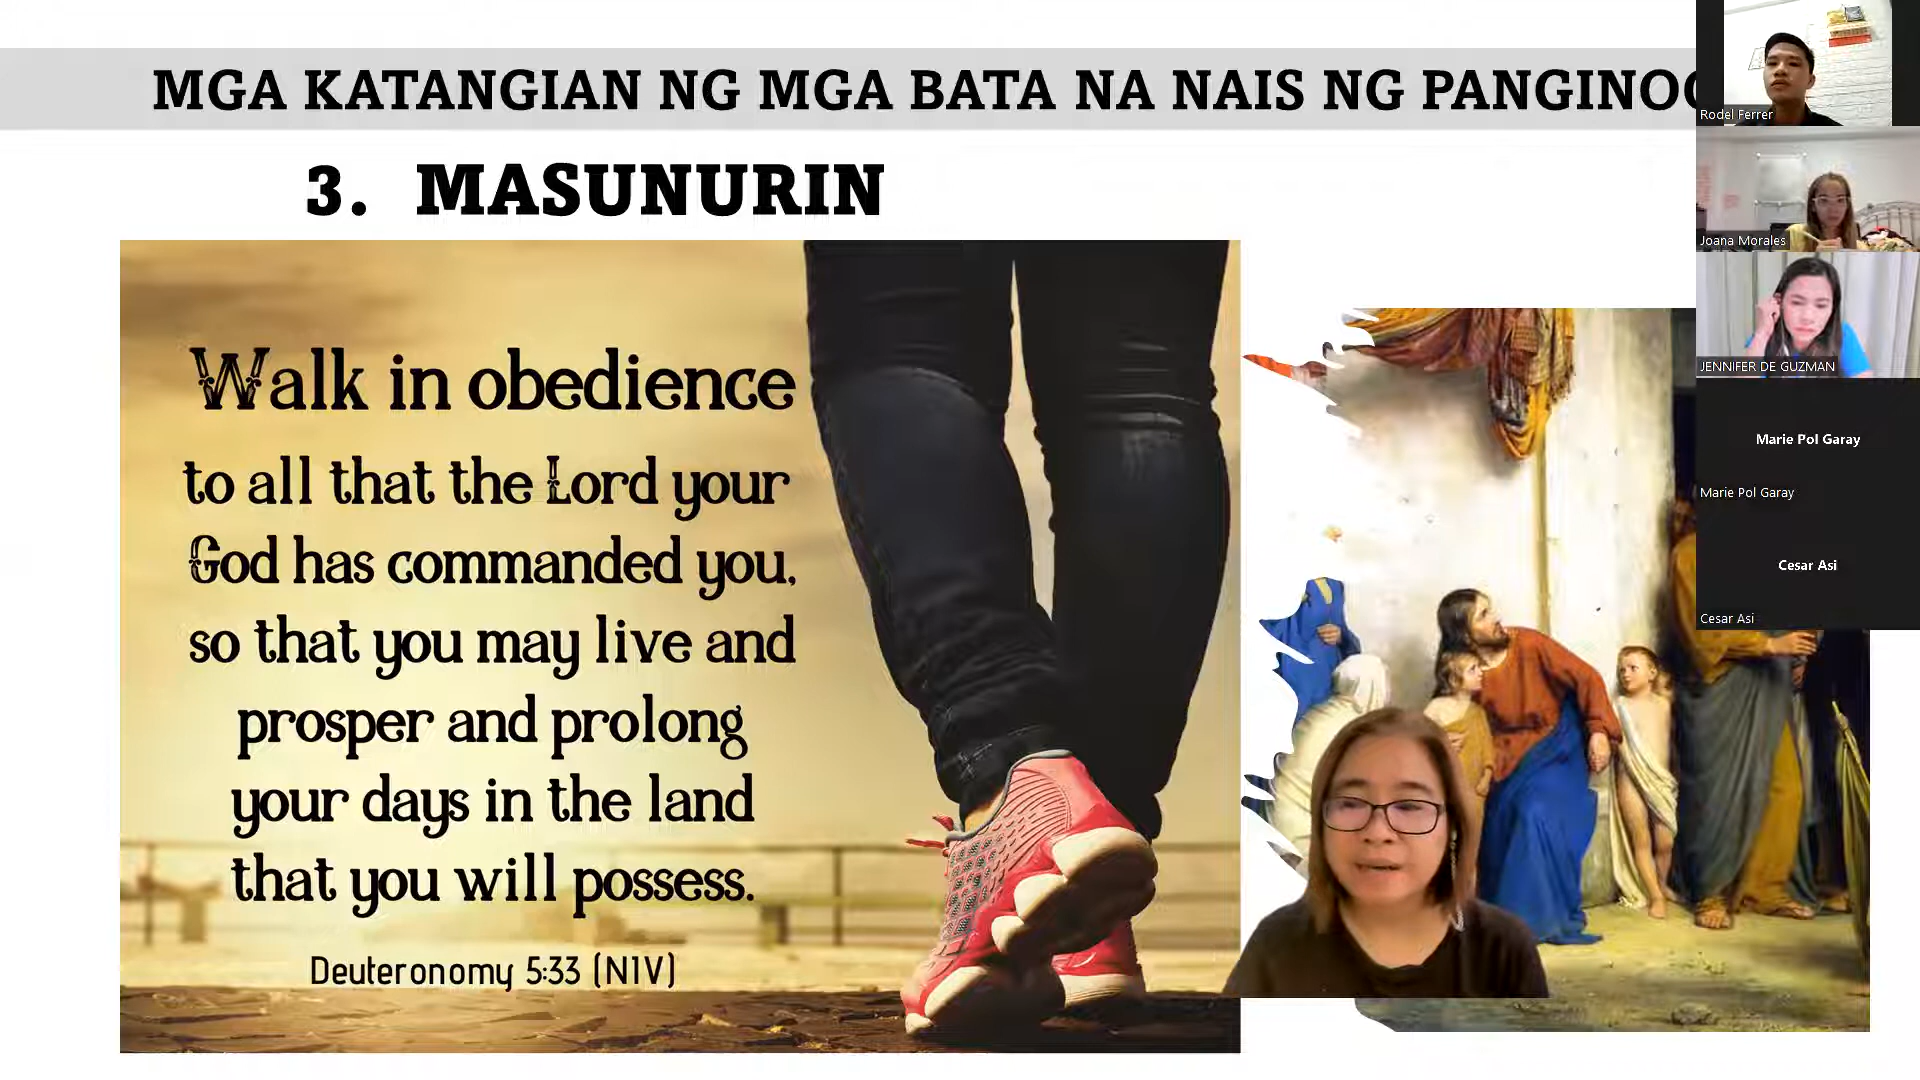 MGA KATANGIAN NG MGA BATA NA NAIS NG PANGINOO
3. MASUNURIN
Walk in obedience
to all that the Lord your
God has commanded you,
so that you may live and
prosper and prolong
your days in the land
that you will possess.
Deuteronomy 5:33 (NIV)
Rodel Ferrer
Joana Morales
JENNIFER DE GUZMAN
Marie Pol Garay
Marie Pol Garay
Cesar Asi
Cesar Asi